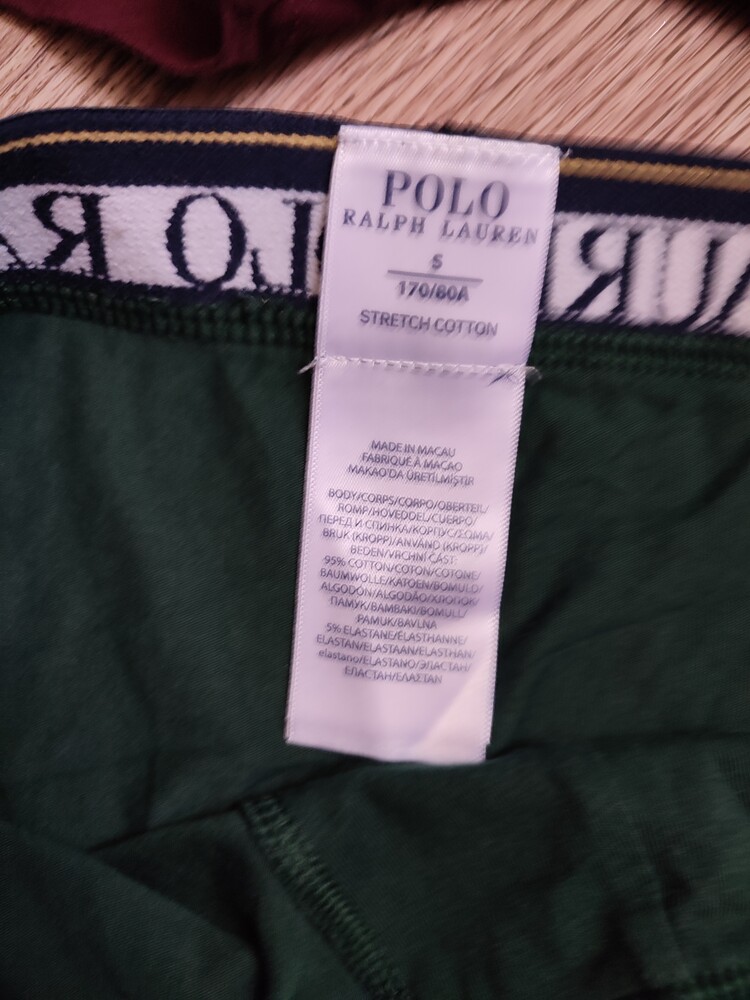 POLO
RALPH LAUREN
S
170/80A
STRETCH COTTON
MADE IN MACAU
FABRIQUÉ À MACAO
MAKAO'DA ÜRETİLMİŞTİR
BODY/CORPS/CORPO/OBERTEIL/
ROMP/HOVEDDEL/CUERPO/
ПЕРЕД И СПИНКА/КОРПУС/ΣΩΜΑ/
BRUK (KROPP)/ANVÄND (KROPP)/
BEDEN/VRCHNÍ ČÁST:
95% COTTON/COTON/COTONE/
BAUMWOLLE/KATOEN/BOMULD/
ALGODÓN/ALGODÃO/ХЛОПОК/
ПАМУК/BAMBAKI/BOMULL/
PAMUK/BAVLNA
5% ELASTANE/ÉLASTHANNE/
ELASTAN/ELASTAAN/ELASTHAN/
elastano/ELASTANO/ЭЛАСТАН/
ЕЛАСТАН/ΕΛΑΣΤΑΝ